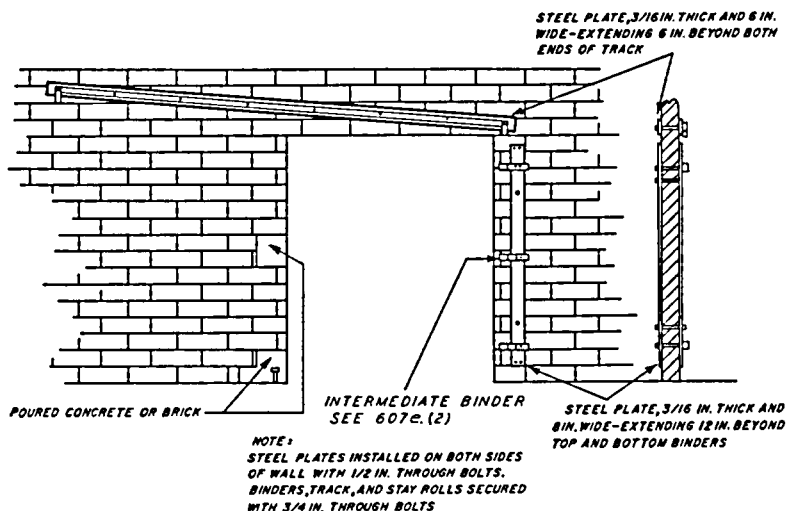 STEEL PLATE, 3/16 IN. THICK AND 6 IN.
WIDE-EXTENDING 6 IN. BEYOND BOTH
ENDS OF TRACK
POURED CONCRETE OR BRICK
INTERMEDIATE BINDER
SEE 607e.(2)
STEEL PLATE, 3/16 IN. THICK AND
8IN. WIDE-EXTENDING 12 IN. BEYOND
TOP AND BOTTOM BINDERS
NOTE:
STEEL PLATES INSTALLED ON BOTH SIDES
OF WALL WITH 1/2 IN. THROUGH BOLTS.
BINDERS, TRACK, AND STAY ROLLS SECURED
WITH 3/4 IN. THROUGH BOLTS